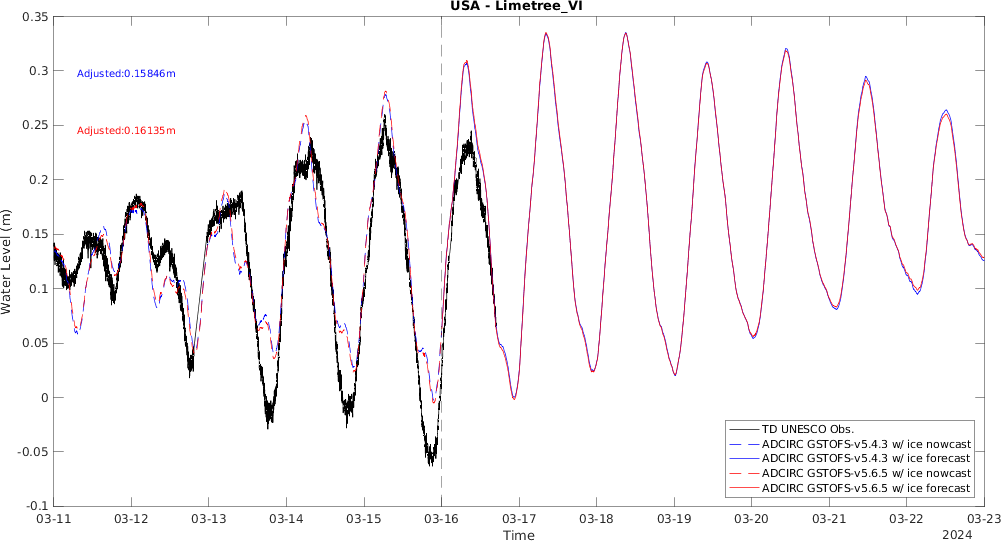 USA - Limetree_VI
0.35
0.3
0.25
0.2
0.15
0.1
0.05
0
-0.05
-0.1
Water Level (m)
Adjusted:0.15846m
Adjusted:0.16135m
TD UNESCO Obs.
ADCIRC GSTOFS-v5.4.3 w/ ice nowcast
ADCIRC GSTOFS-v5.4.3 w/ ice forecast
ADCIRC GSTOFS-v5.6.5 w/ ice nowcast
ADCIRC GSTOFS-v5.6.5 w/ ice forecast
03-11 03-12 03-13 03-14 03-15 03-16 03-17 03-18 03-19 03-20 03-21 03-22 03-23
Time
2024